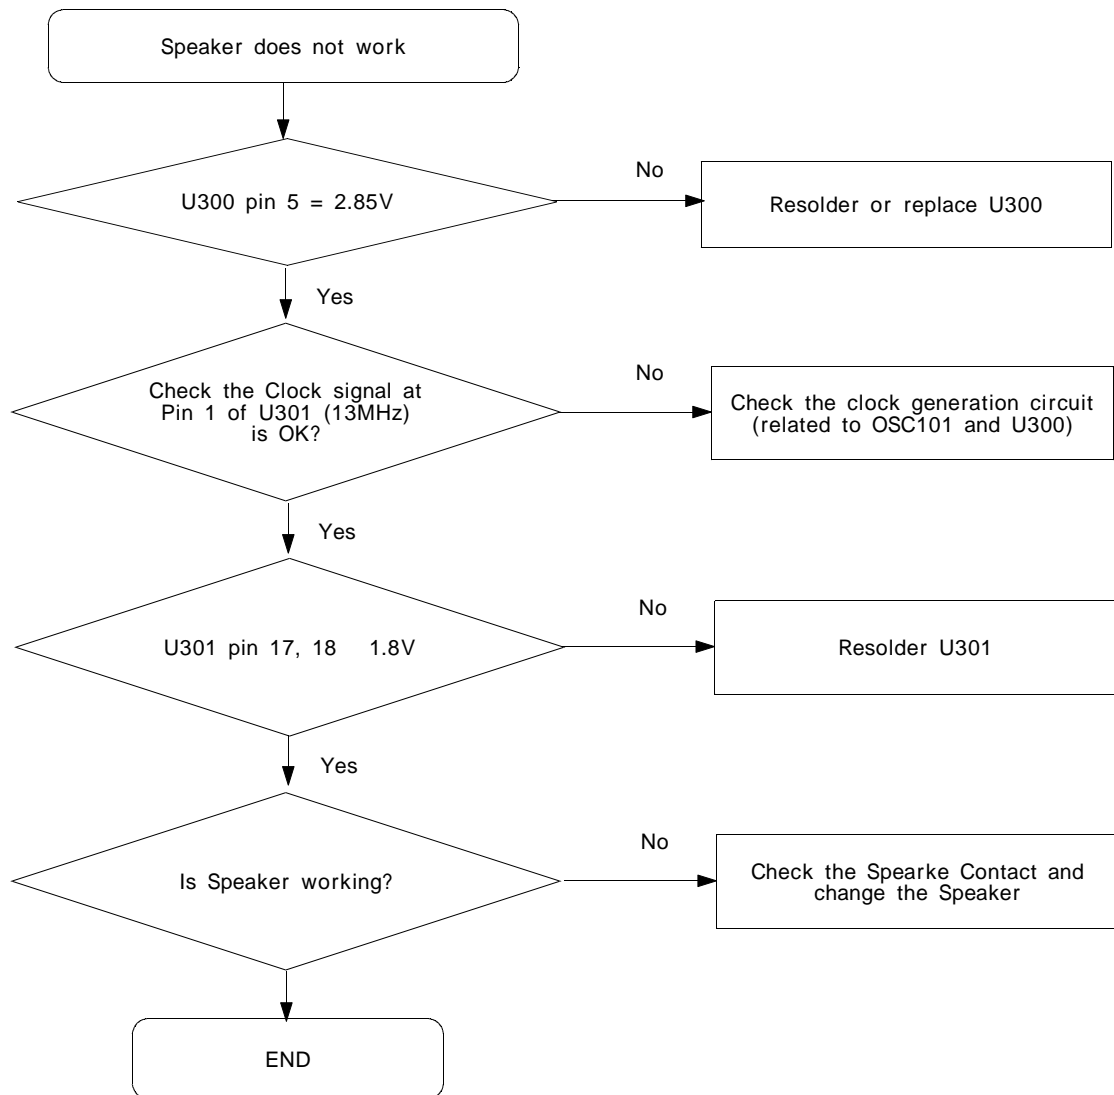 Speaker does not work
U300 pin 5 = 2.85V
No
Resolder or replace U300
Yes
Check the Clock signal at
Pin 1 of U301 (13MHz)
is OK?
No
Check the clock generation circuit
(related to OSC101 and U300)
Yes
U301 pin 17, 18 1.8V
No
Resolder U301
Yes
Is Speaker working?
No
Check the Spearke Contact and
change the Speaker
END